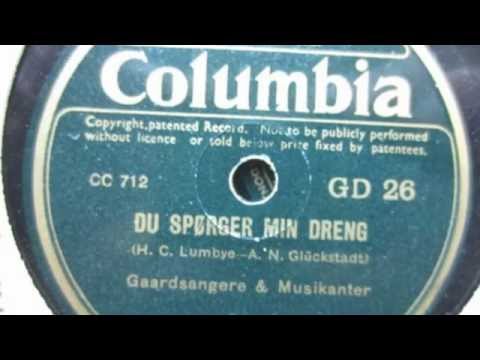 Columbia
Copyright,patented Record. Not to be publicly performed
without licence or sold below price fixed by patentees.
CC 712
GD 26
DU SPØRGER MIN DRENG
(H. C. Lumbye—A. N. Glückstadt)
Gaardsangere & Musikanter